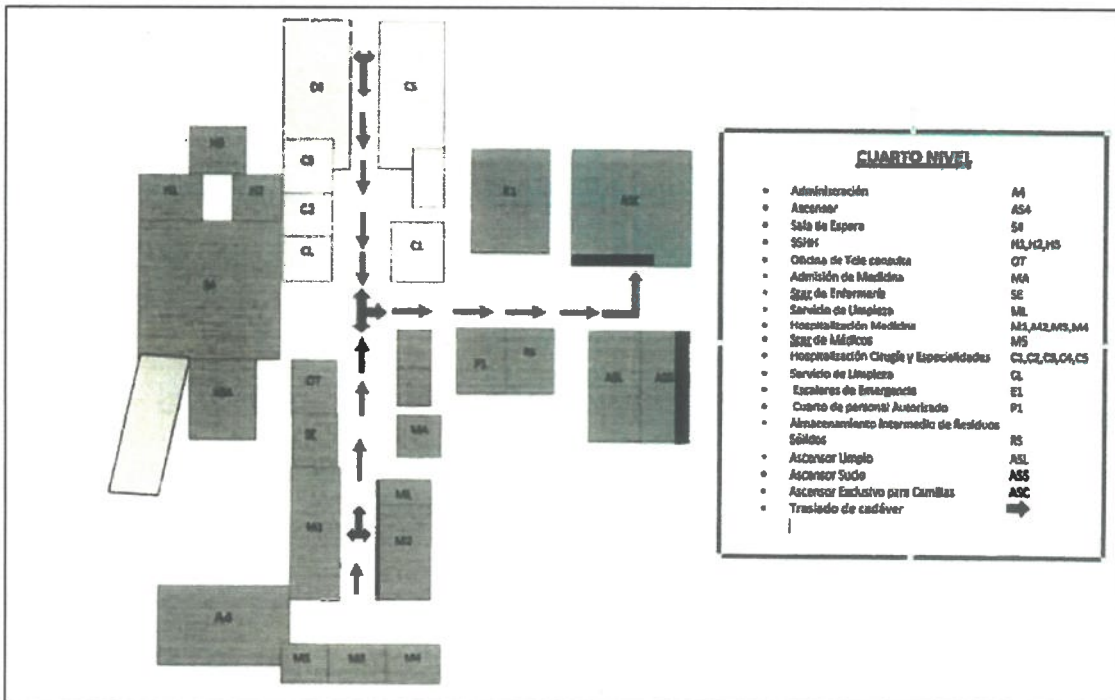 C5
C3
C1
CL
E1
ASC
S4
OT
SE
MA
P1
RS
ASL
ASS
ML
M1
M2
A4
M5
M3
M4
CUARTO NIVEL
• Administración A4
• Ascensor AS4
• Sala de Espera S4
• SSHH H1,H2,H3
• Oficina de Tele consulta OT
• Admisión de Medicina MA
• Star de Enfermería SE
• Servicio de Limpieza ML
• Hospitalización Medicina M1,M2,M3,M4
• Star de Médicos M5
• Hospitalización Cirugía y Especialidades C1,C2,C3,C4,C5
• Servicio de Limpieza CL
• Escaleras de Emergencia E1
• Cuarto de personal Autorizado P1
• Almacenamiento Intermedio de Residuos
Sólidos RS
• Ascensor Limpio ASL
• Ascensor Sucio ASS
• Ascensor Exclusivo para Camillas ASC
• Traslado de cadáver